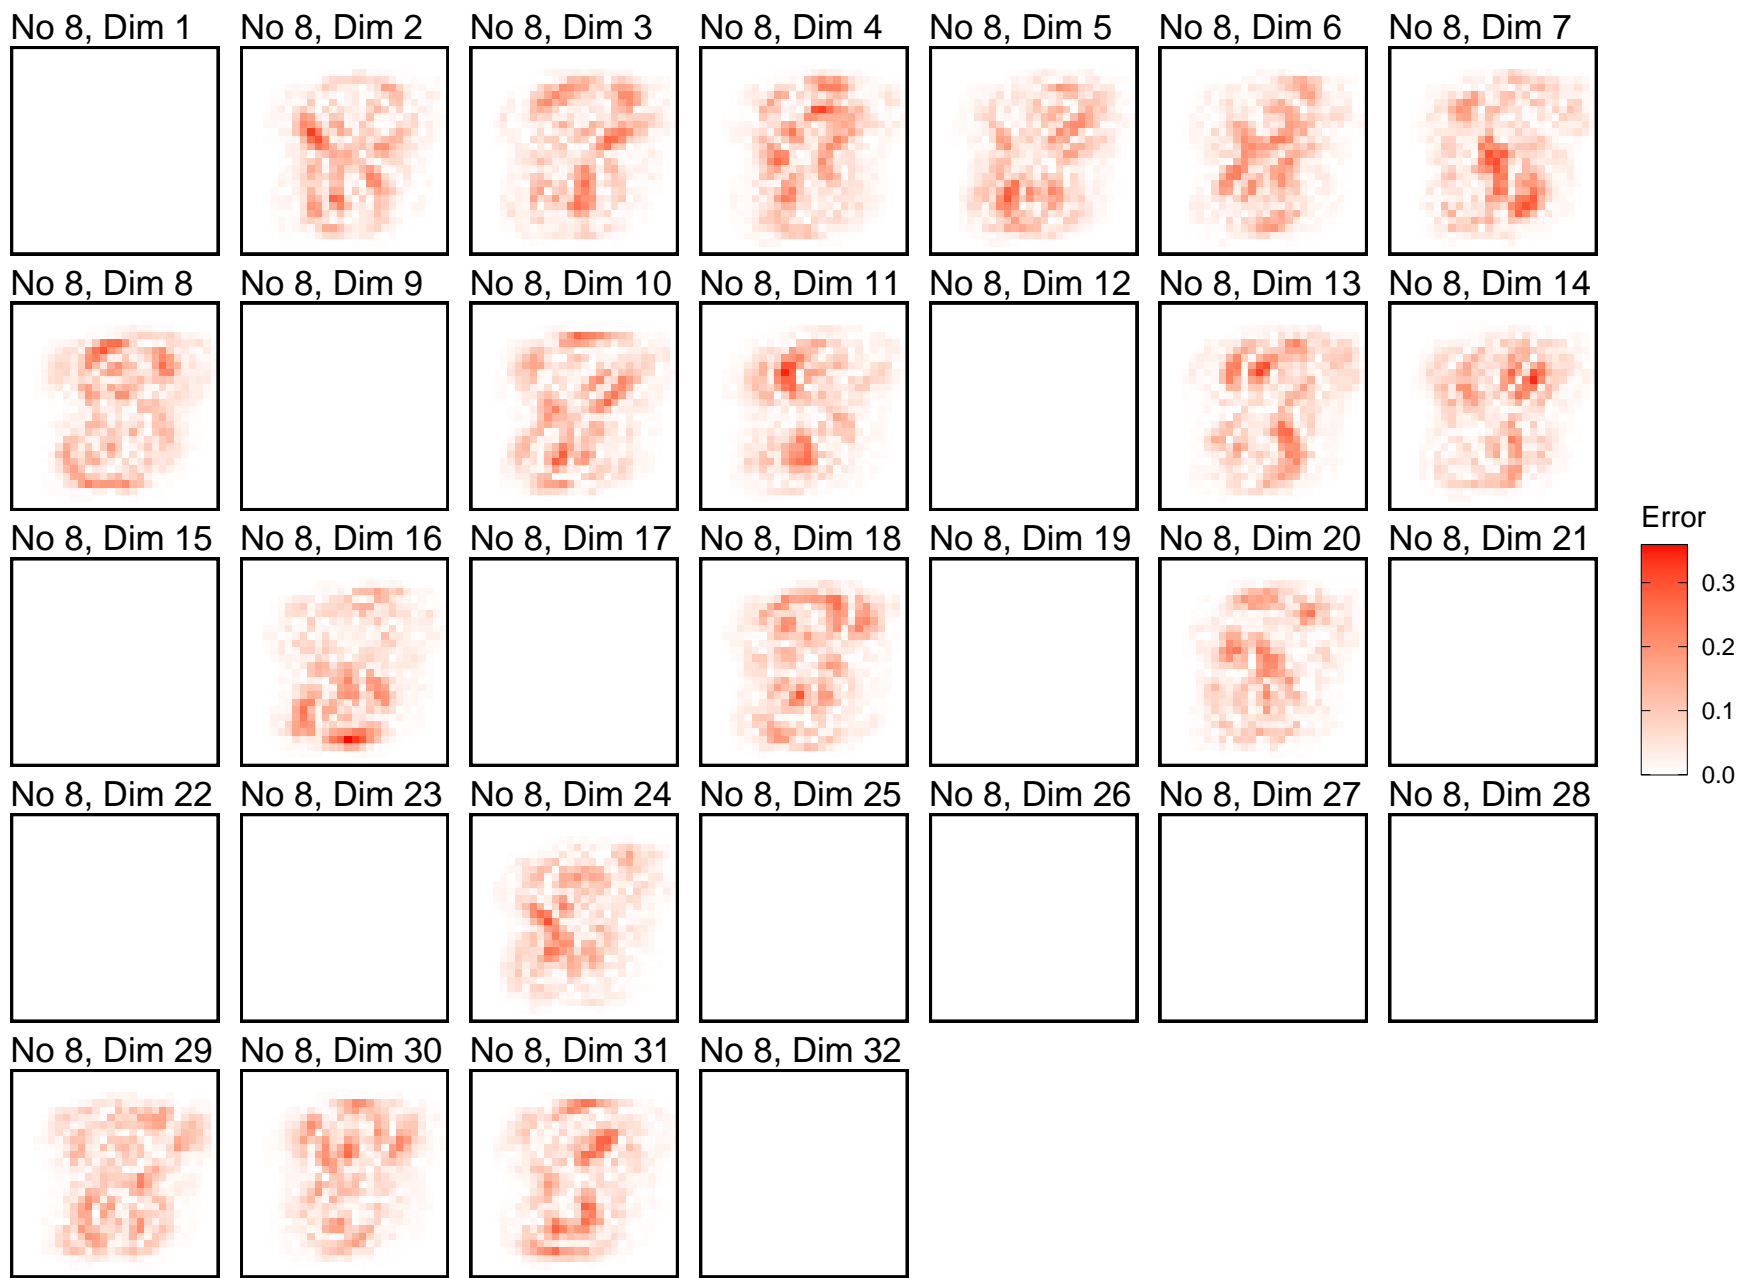 No 8, Dim 1 No 8, Dim 2 No 8, Dim 3 No 8, Dim 4 No 8, Dim 5 No 8, Dim 6 No 8, Dim 7
No 8, Dim 8 No 8, Dim 9 No 8, Dim 10 No 8, Dim 11 No 8, Dim 12 No 8, Dim 13 No 8, Dim 14
No 8, Dim 15 No 8, Dim 16 No 8, Dim 17 No 8, Dim 18 No 8, Dim 19 No 8, Dim 20 No 8, Dim 21
No 8, Dim 22 No 8, Dim 23 No 8, Dim 24 No 8, Dim 25 No 8, Dim 26 No 8, Dim 27 No 8, Dim 28
No 8, Dim 29 No 8, Dim 30 No 8, Dim 31 No 8, Dim 32
Error
0.3
0.2
0.1
0.0